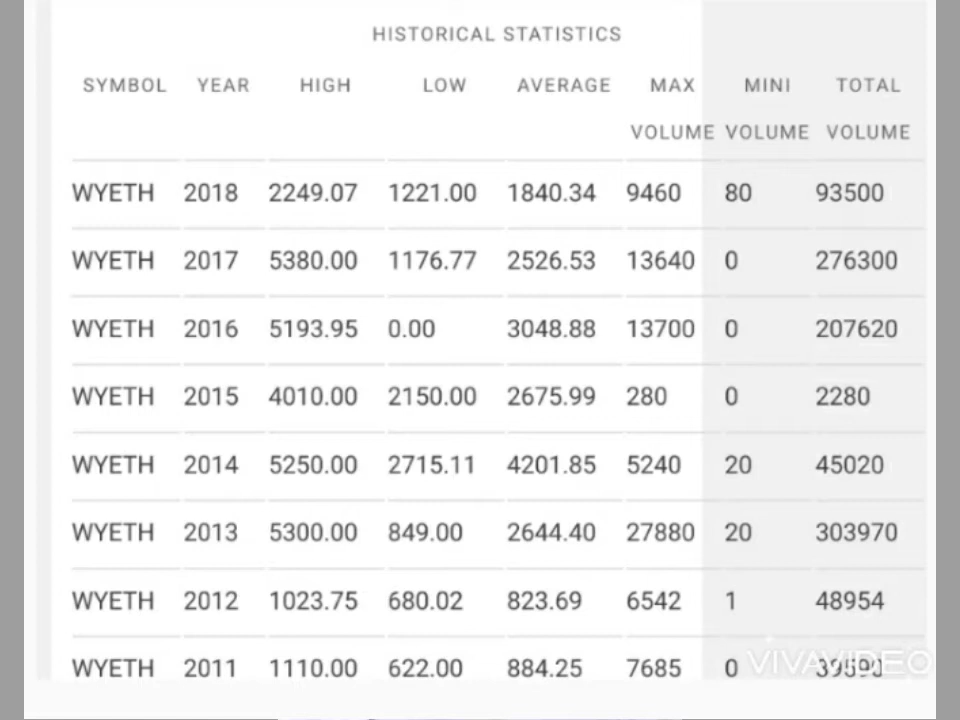 HISTORICAL STATISTICS
SYMBOL YEAR HIGH LOW AVERAGE MAX MINI TOTAL
VOLUME VOLUME VOLUME
WYETH 2018 2249.07 1221.00 1840.34 9460 80 93500
WYETH 2017 5380.00 1176.77 2526.53 13640 0 276300
WYETH 2016 5193.95 0.00 3048.88 13700 0 207620
WYETH 2015 4010.00 2150.00 2675.99 280 0 2280
WYETH 2014 5250.00 2715.11 4201.85 5240 20 45020
WYETH 2013 5300.00 849.00 2644.40 27880 20 303970
WYETH 2012 1023.75 680.02 823.69 6542 1 48954
WYETH 2011 1110.00 622.00 884.25 7685 0
VIVAVIDEO